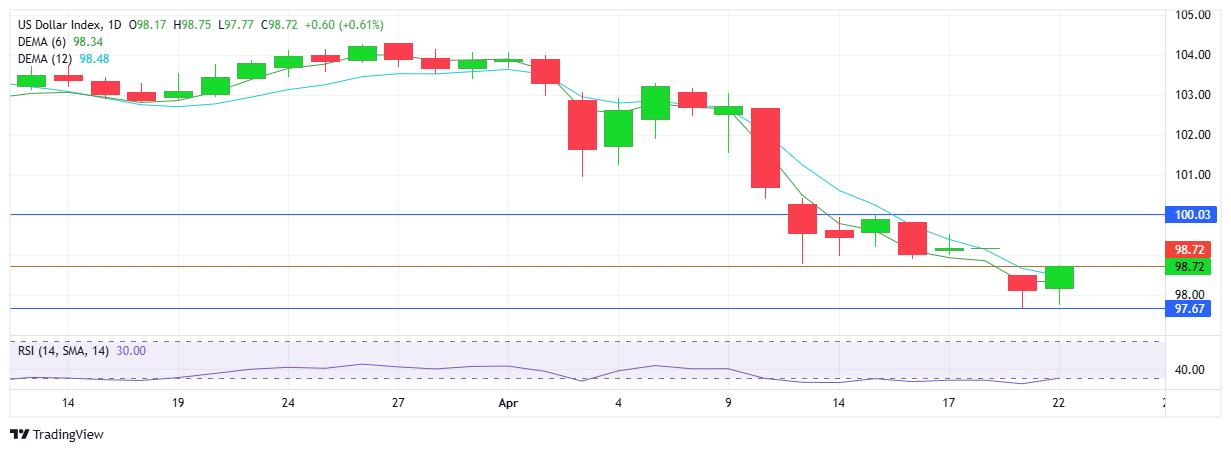 US Dollar Index, 1D O98.17 H98.75 L97.77 C98.72 +0.60 (+0.61%)
DEMA (6) 98.34
DEMA (12) 98.48
105.00
104.00
103.00
102.00
101.00
100.03
98.72
98.72
98.00
97.67
RSI (14, SMA, 14) 30.00
40.00
14 19 24 27 Apr 4 9 14 17 22
TradingView